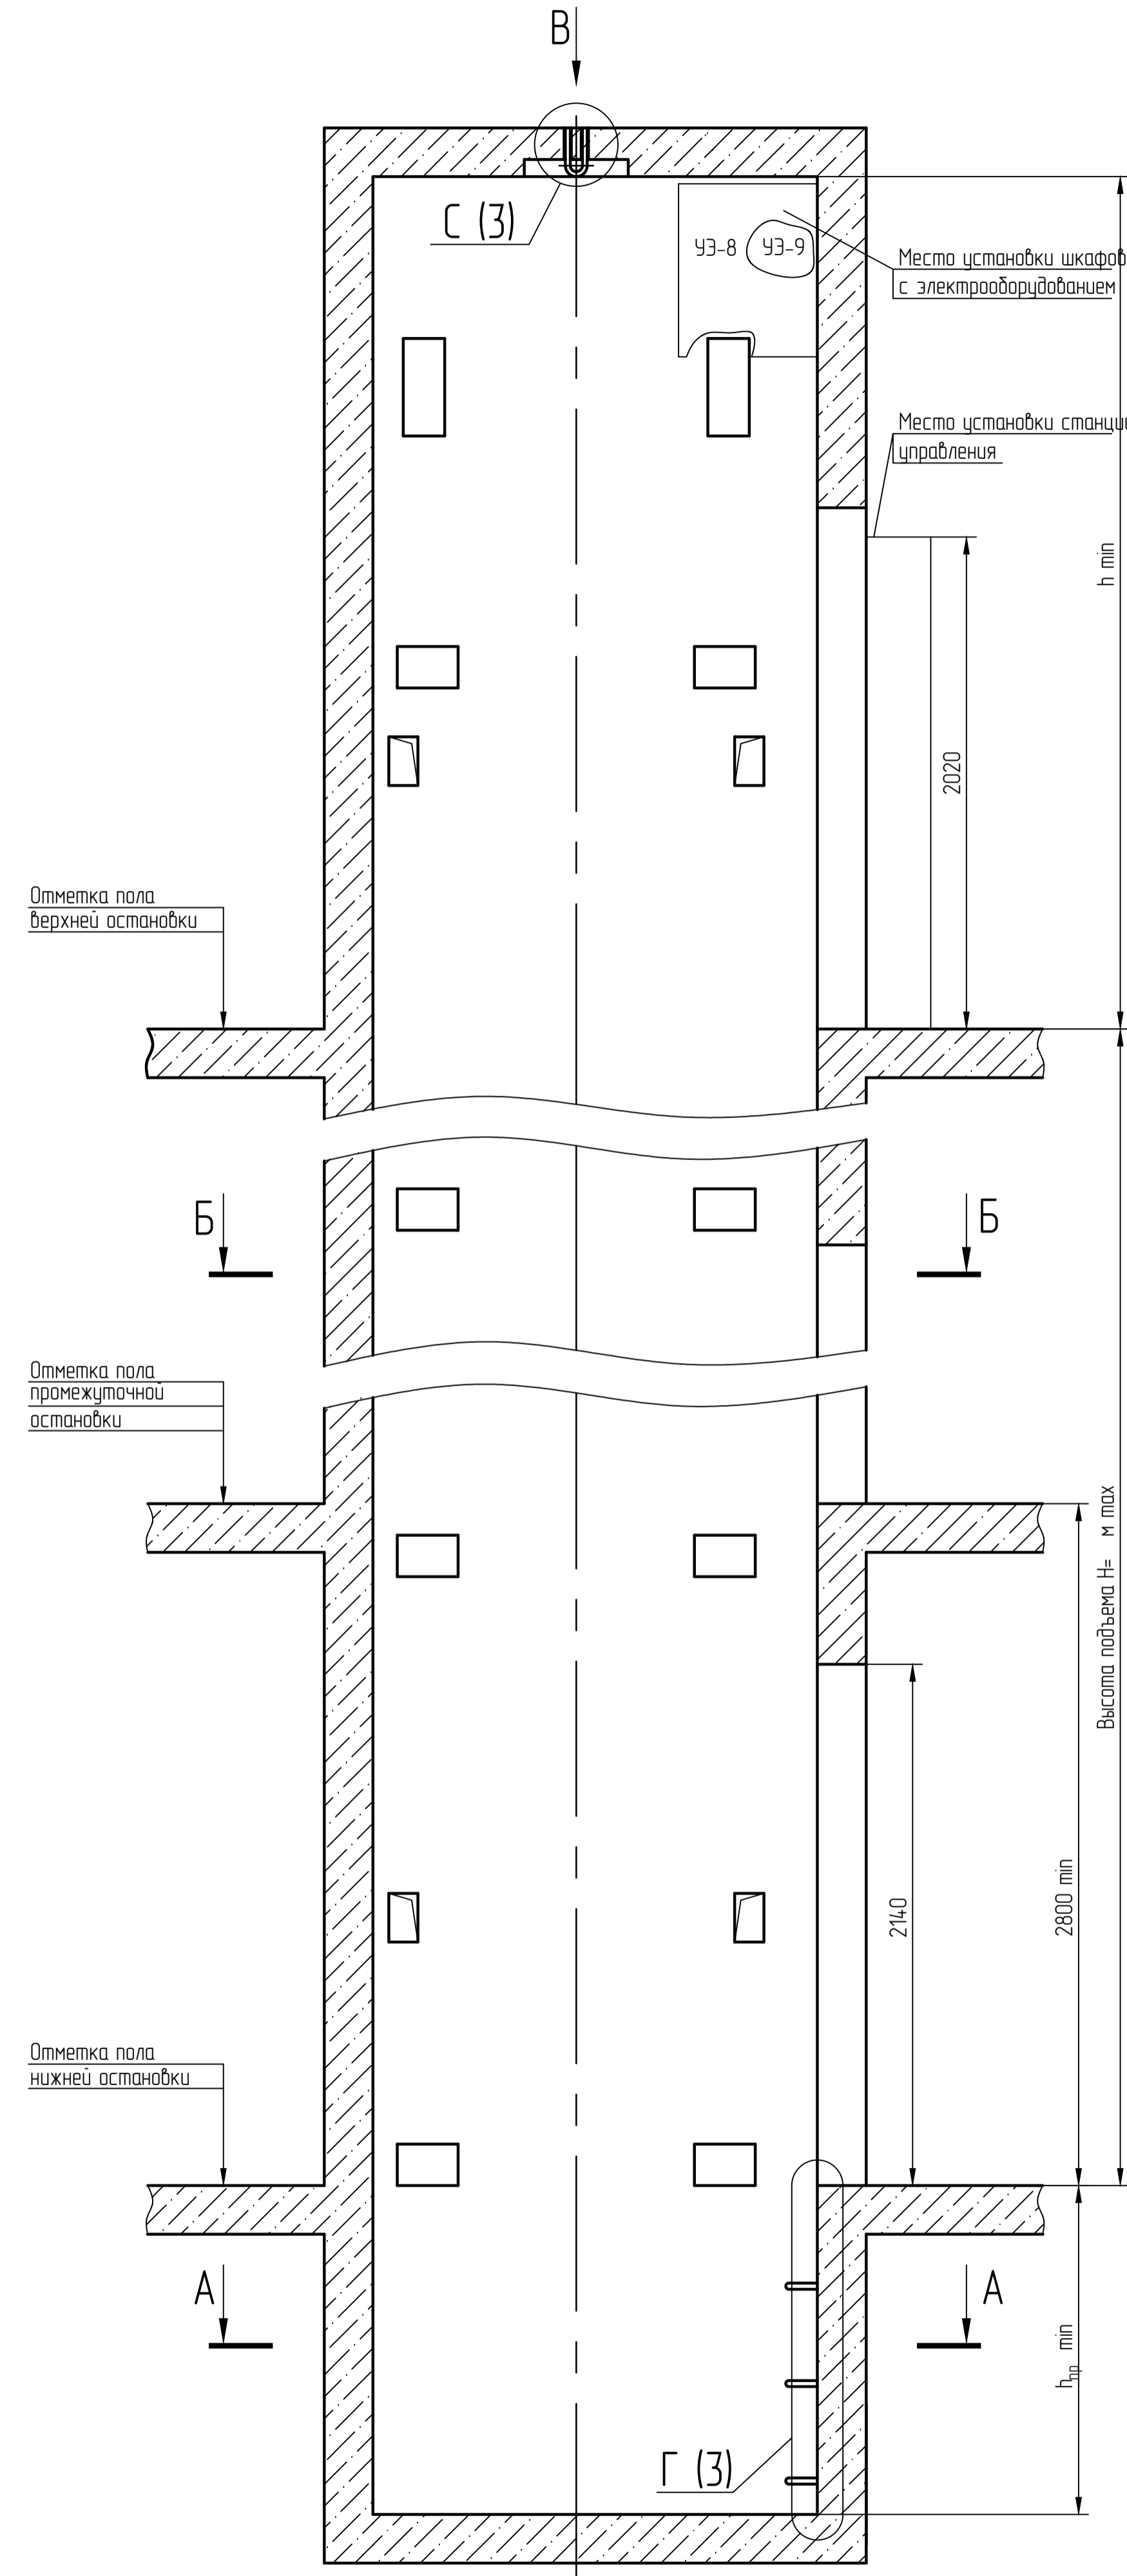 В
С (3)
УЭ-8
УЭ-9
Место установки шкафов
с электрооборудованием
Место установки станции
управления
h min
2020
Отметка пола
верхней остановки
Б
Б
Отметка пола
промежуточной
остановки
Высота подъема H= м max
2800 min
2140
Отметка пола
нижней остановки
А
А
hпр min
Г (3)